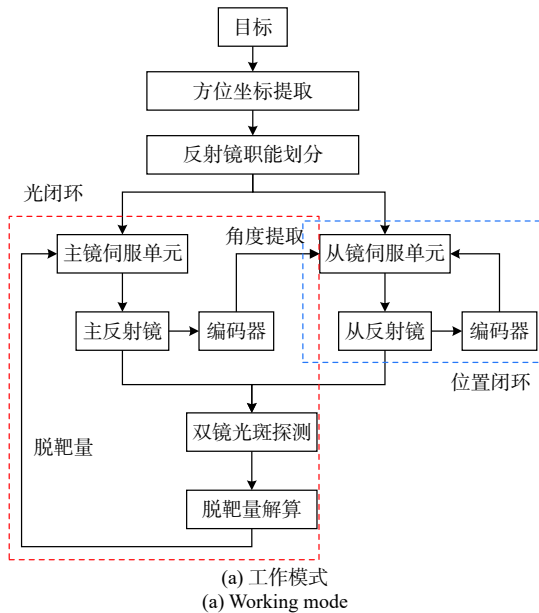 目标
方位坐标提取
反射镜职能划分
光闭环
角度提取
主镜伺服单元
从镜伺服单元
主反射镜
编码器
从反射镜
编码器
位置闭环
双镜光斑探测
脱靶量
脱靶量解算
(a) 工作模式
(a) Working mode